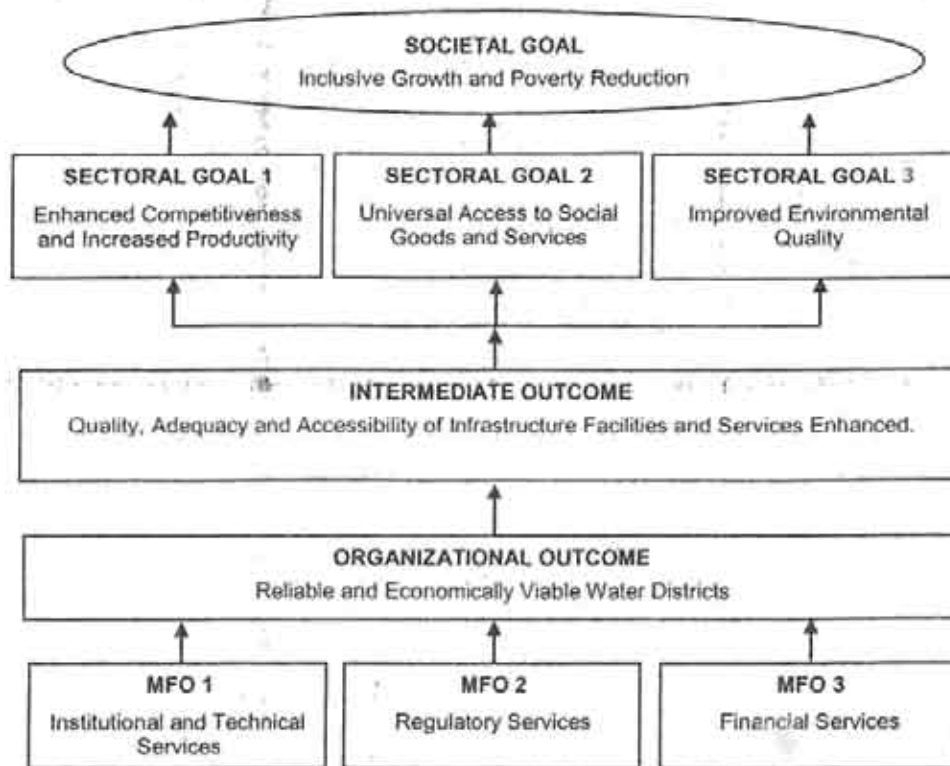 SOCIETAL GOAL
Inclusive Growth and Poverty Reduction
SECTORAL GOAL 1
Enhanced Competitiveness
and Increased Productivity
SECTORAL GOAL 2
Universal Access to Social
Goods and Services
SECTORAL GOAL 3
Improved Environmental
Quality
INTERMEDIATE OUTCOME
Quality, Adequacy and Accessibility of Infrastructure Facilities and Services Enhanced.
ORGANIZATIONAL OUTCOME
Reliable and Economically Viable Water Districts
MFO 1
Institutional and Technical
Services
MFO 2
Regulatory Services
MFO 3
Financial Services